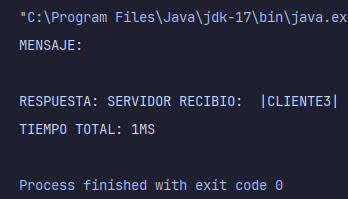 "C:\Program Files\Java\jdk-17\bin\java.ex
MENSAJE:
RESPUESTA: SERVIDOR RECIBIO:  |CLIENTE3|
TIEMPO TOTAL: 1MS
Process finished with exit code 0